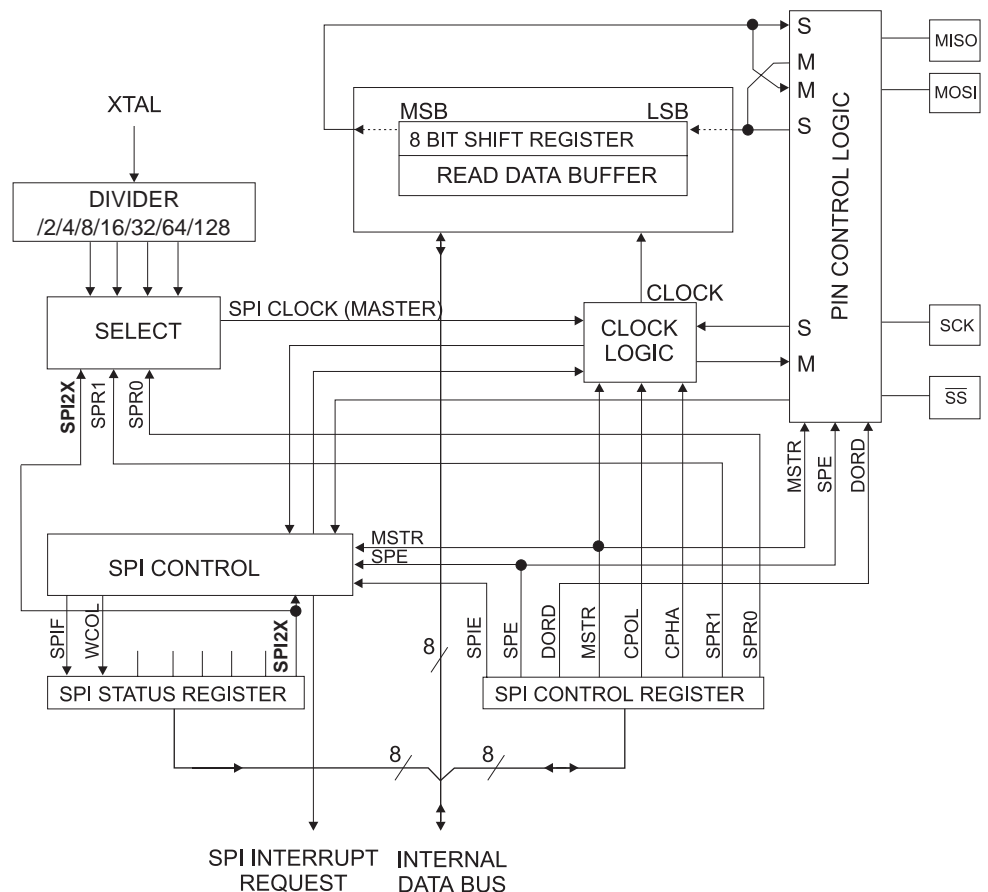 S
MISO
M
M
MOSI
XTAL
MSB
LSB
S
8 BIT SHIFT REGISTER
READ DATA BUFFER
PIN CONTROL LOGIC
DIVIDER
/2/4/8/16/32/64/128
SPI CLOCK (MASTER)
CLOCK
SELECT
CLOCK
LOGIC
S
M
SCK
SS
SPI2X
SPR1
SPR0
MSTR
SPE
DORD
MSTR
SPE
SPI CONTROL
SPIF
WCOL
SPI2X
8
SPIE
SPE
DORD
MSTR
CPOL
CPHA
SPR1
SPR0
SPI STATUS REGISTER
SPI CONTROL REGISTER
8
8
SPI INTERRUPT
REQUEST
INTERNAL
DATA BUS